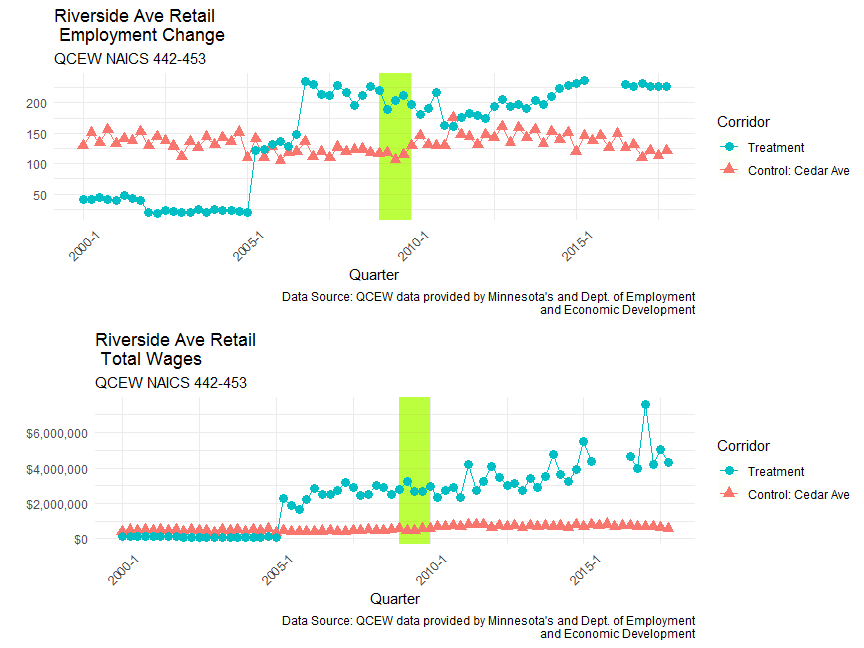 Riverside Ave Retail
Employment Change
QCEW NAICS 442-453
200
150
100
50
2000-1
2005-1
2010-1
2015-1
Quarter
Corridor
Treatment
Control: Cedar Ave
Data Source: QCEW data provided by Minnesota's and Dept. of Employment
and Economic Development
Riverside Ave Retail
Total Wages
QCEW NAICS 442-453
$6,000,000
$4,000,000
$2,000,000
$0
2000-1
2005-1
2010-1
2015-1
Quarter
Corridor
Treatment
Control: Cedar Ave
Data Source: QCEW data provided by Minnesota's and Dept. of Employment
and Economic Development